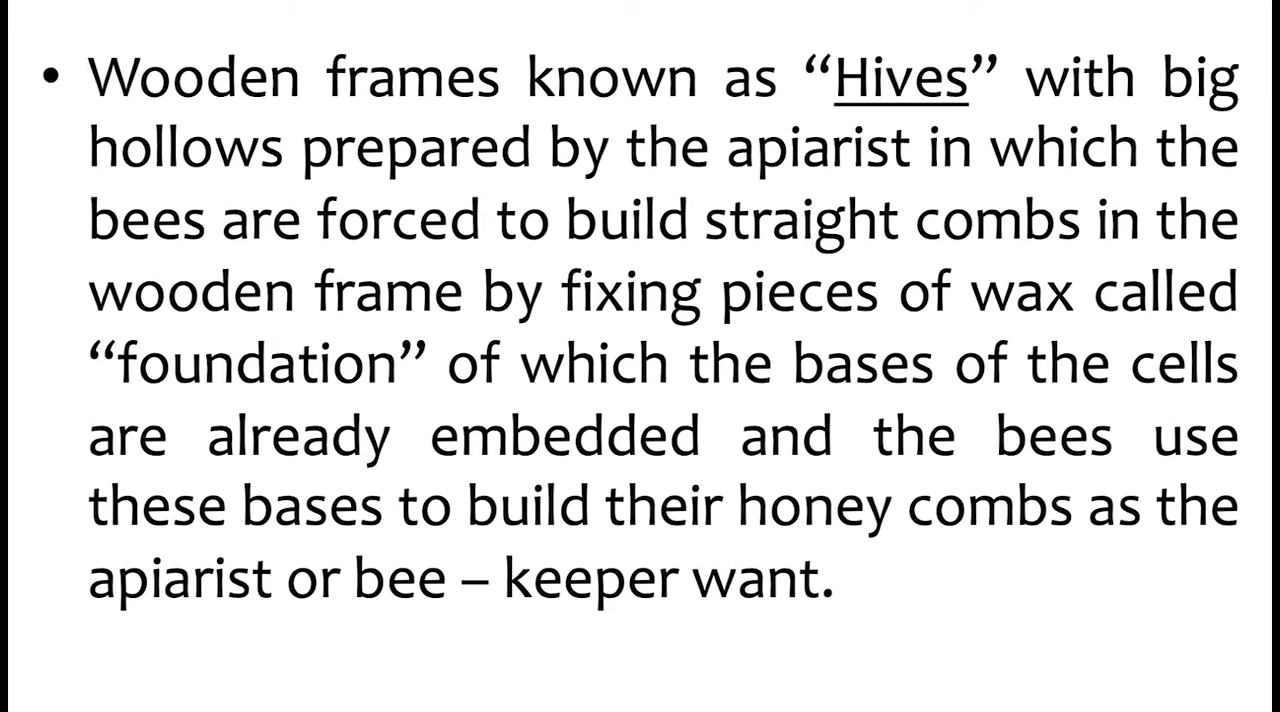 • Wooden frames known as “Hives” with big
hollows prepared by the apiarist in which the
bees are forced to build straight combs in the
wooden frame by fixing pieces of wax called
“foundation” of which the bases of the cells
are already embedded and the bees use
these bases to build their honey combs as the
apiarist or bee – keeper want.